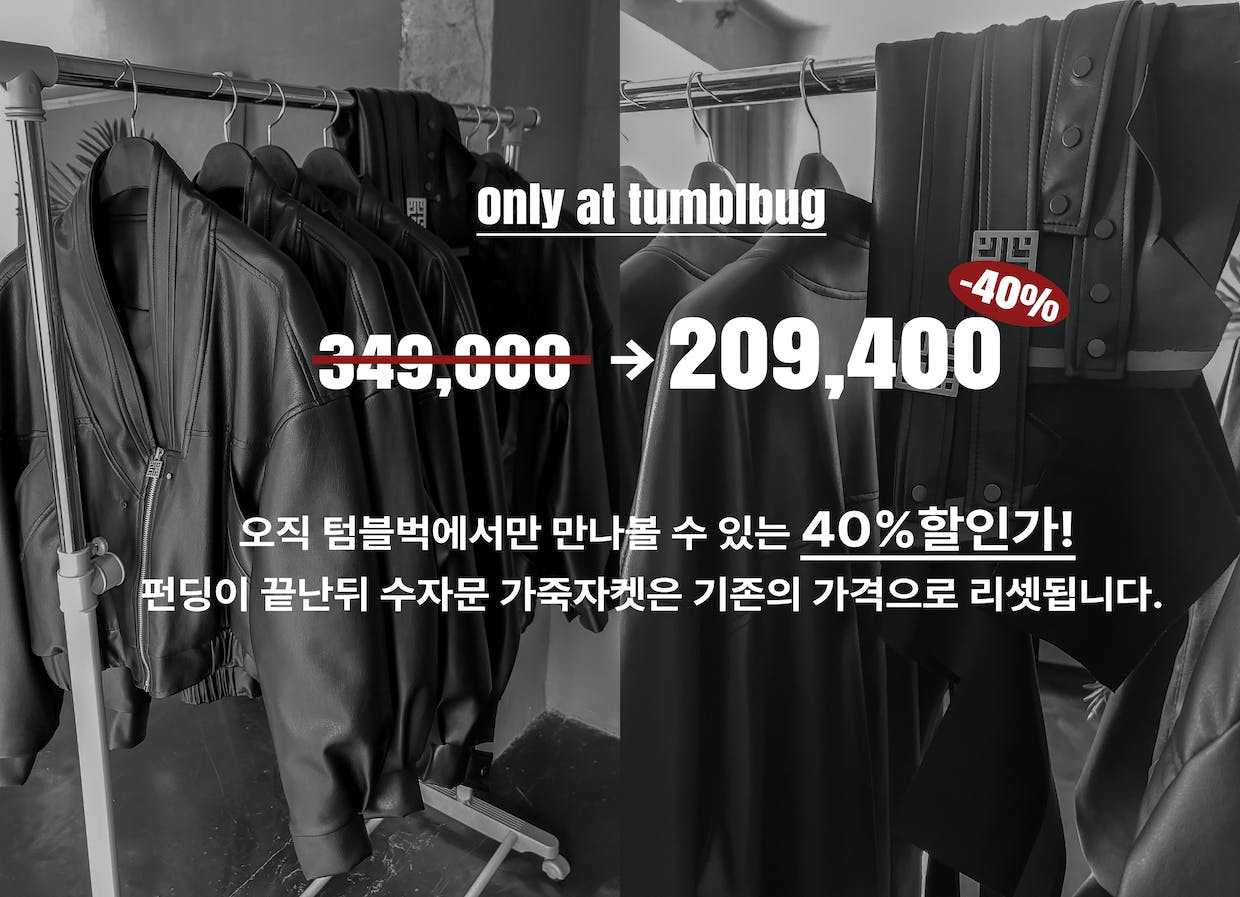 Only at tumblbug
-40%
349,000 → 209,400
오직 텀블벅에서만 만나볼 수 있는 40%할인가!
펀딩이 끝난뒤 수자문 가죽자켓은 기존의 가격으로 리셋됩니다.